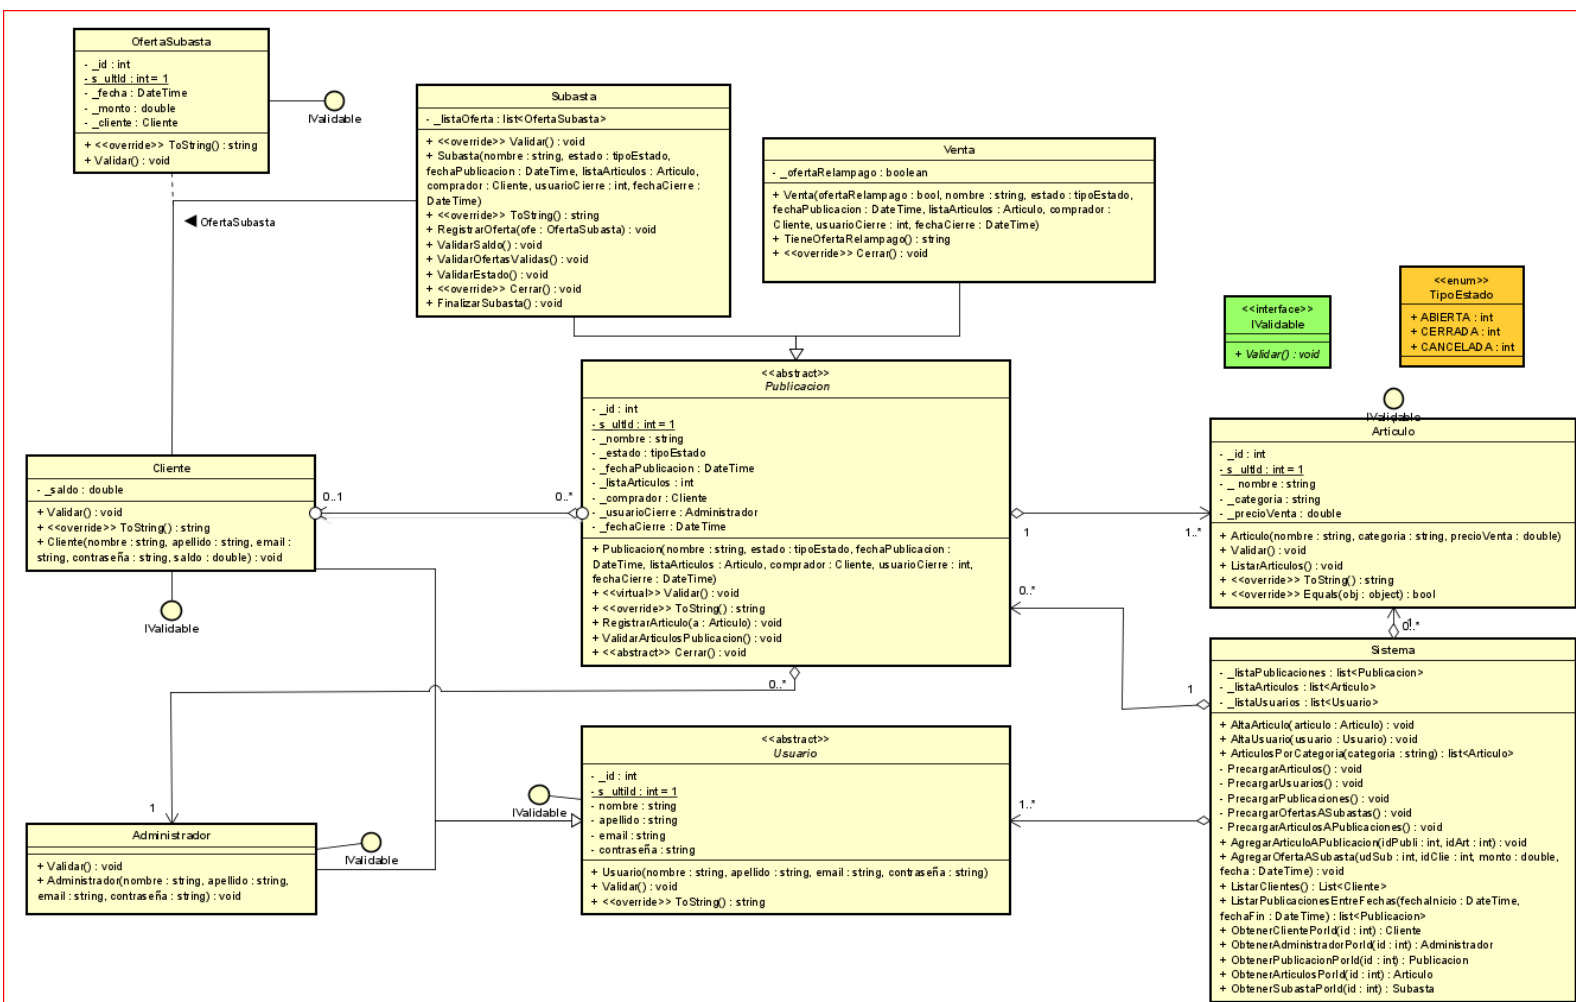 OfertaSubasta
- _id : int
- s_ultId : int = 1
- _fecha : DateTime
- _monto : double
- _cliente : Cliente
+ <<override>> ToString() : string
+ Validar() : void
IValidable
Subasta
- _listaOferta : list<OfertaSubasta>
+ <<override>> Validar() : void
+ Subasta(nombre : string, estado : tipoEstado,
fechaPublicacion : DateTime, listaArticulos : Articulo,
comprador : Cliente, usuarioCierre : int, fechaCierre :
DateTime)
+ <<override>> ToString() : string
+ RegistrarOferta(ofe : OfertaSubasta) : void
+ ValidarSaldo() : void
+ ValidarOfertasValidas() : void
+ ValidarEstado() : void
+ <<override>> Cerrar() : void
+ FinalizarSubasta() : void
Venta
- _ofertaRelampago : boolean
+ Venta(ofertaRelampago : bool, nombre : string, estado : tipoEstado,
fechaPublicacion : DateTime, listaArticulos : Articulo, comprador :
Cliente, usuarioCierre : int, fechaCierre : DateTime)
+ TieneOfertaRelampago() : string
+ <<override>> Cerrar() : void
◀ OfertaSubasta
<<interface>>
IValidable
+ Validar() : void
<<enum>>
TipoEstado
+ ABIERTA : int
+ CERRADA : int
+ CANCELADA : int
<<abstract>>
Publicacion
- _id : int
- s_ultId : int = 1
- _nombre : string
- _estado : tipoEstado
- _fechaPublicacion : DateTime
- _listaArticulos : int
- _comprador : Cliente
- _usuarioCierre : Administrador
- _fechaCierre : DateTime
+ Publicacion(nombre : string, estado : tipoEstado, fechaPublicacion :
DateTime, listaArticulos : Articulo, comprador : Cliente, usuarioCierre : int,
fechaCierre : DateTime)
+ <<virtual>> Validar() : void
+ <<override>> ToString() : string
+ RegistrarArticulo(a : Articulo) : void
+ ValidarArticulosPublicacion() : void
+ <<abstract>> Cerrar() : void
IValidable
Articulo
- _id : int
- s_ultId : int = 1
- _ nombre : string
- _categoria : string
- _precioVenta : double
+ Articulo(nombre : string, categoria : string, precioVenta : double)
+ Validar() : void
+ ListarArticulos() : void
+ <<override>> ToString() : string
+ <<override>> Equals(obj : object) : bool
Cliente
- _saldo : double
+ Validar() : void
+ <<override>> ToString() : string
+ Cliente(nombre : string, apellido : string, email :
string, contraseña : string, saldo : double) : void
IValidable
0..1
0..*
1
1..*
0..*
1
0..*
1
0..*
1
1..*
Sistema
- _listaPublicaciones : list<Publicacion>
- _listaArticulos : list<Articulo>
- _listaUsuarios : list<Usuario>
+ AltaArticulo(articulo : Articulo) : void
+ AltaUsuario(usuario : Usuario) : void
+ ArticulosPorCategoria(categoria : string) : list<Articulo>
- PrecargarArticulos() : void
- PrecargarUsuarios() : void
- PrecargarPublicaciones() : void
- PrecargarOfertasASubastas() : void
- PrecargarArticulosAPublicaciones() : void
+ AgregarArticuloAPublicacion(idPubli : int, idArt : int) : void
+ AgregarOfertaASubasta(udSub : int, idClie : int, monto : double,
fecha : DateTime) : void
+ ListarClientes() : List<Cliente>
+ ListarPublicacionesEntreFechas(fechaInicio : DateTime,
fechaFin : DateTime) : list<Publicacion>
+ ObtenerClientePorId(id : int) : Cliente
+ ObtenerAdministradorPorId(id : int) : Administrador
+ ObtenerPublicacionPorId(id : int) : Publicacion
+ ObtenerArticulosPorId(id : int) : Articulo
+ ObtenerSubastaPorId(id : int) : Subasta
<<abstract>>
Usuario
- _id : int
- s_ultiId : int = 1
- nombre : string
- apellido : string
- email : string
- contraseña : string
+ Usuario(nombre : string, apellido : string, email : string, contraseña : string)
+ Validar() : void
+ <<override>> ToString() : string
IValidable
Administrador
+ Validar() : void
+ Administrador(nombre : string, apellido : string,
email : string, contraseña : string) : void
IValidable